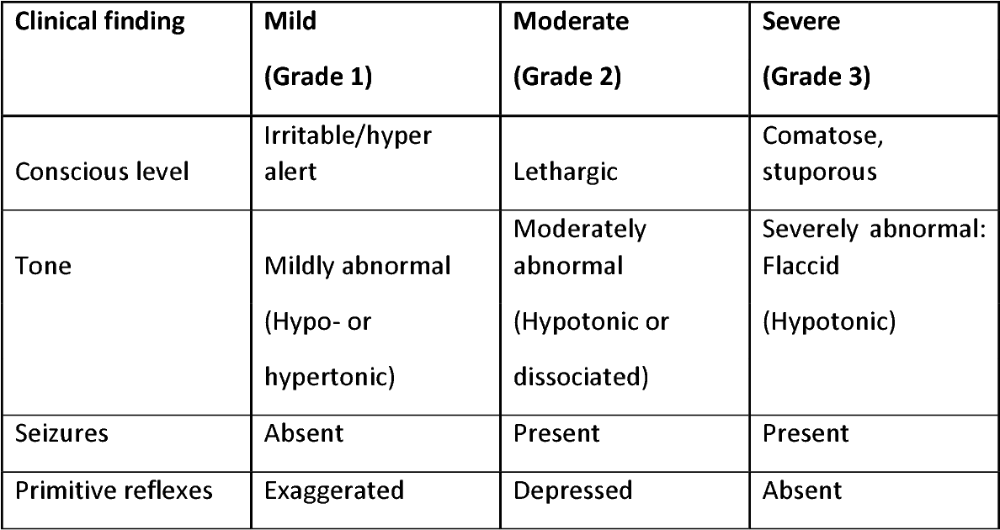 Clinical finding Mild Moderate Severe
(Grade 1) (Grade 2) (Grade 3)
Conscious level Irritable/hyper alert Lethargic Comatose, stuporous
Tone Mildly abnormal Moderately abnormal Severely abnormal: Flaccid
(Hypo- or (Hypotonic or (Hypotonic)
hypertonic) dissociated)
Seizures Absent Present Present
Primitive reflexes Exaggerated Depressed Absent